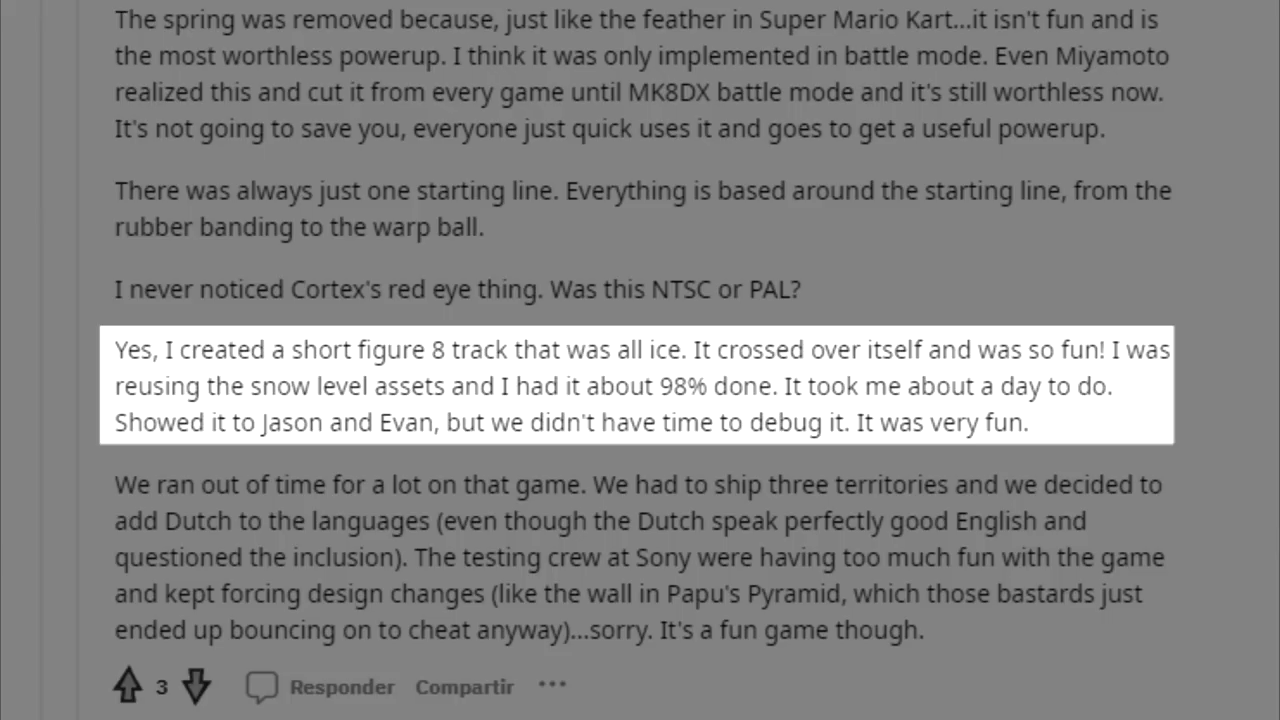 The spring was removed because, just like the feather in Super Mario Kart...it isn't fun and is
the most worthless powerup. I think it was only implemented in battle mode. Even Miyamoto
realized this and cut it from every game until MK8DX battle mode and it's still worthless now.
It's not going to save you, everyone just quick uses it and goes to get a useful powerup.
There was always just one starting line. Everything is based around the starting line, from the
rubber banding to the warp ball.
I never noticed Cortex's red eye thing. Was this NTSC or PAL?
Yes, I created a short figure 8 track that was all ice. It crossed over itself and was so fun! I was
reusing the snow level assets and I had it about 98% done. It took me about a day to do.
Showed it to Jason and Evan, but we didn't have time to debug it. It was very fun.
We ran out of time for a lot on that game. We had to ship three territories and we decided to
add Dutch to the languages (even though the Dutch speak perfectly good English and
questioned the inclusion). The testing crew at Sony were having too much fun with the game
and kept forcing design changes (like the wall in Papu's Pyramid, which those bastards just
ended up bouncing on to cheat anyway)...sorry. It's a fun game though.
3 Responder Compartir ...